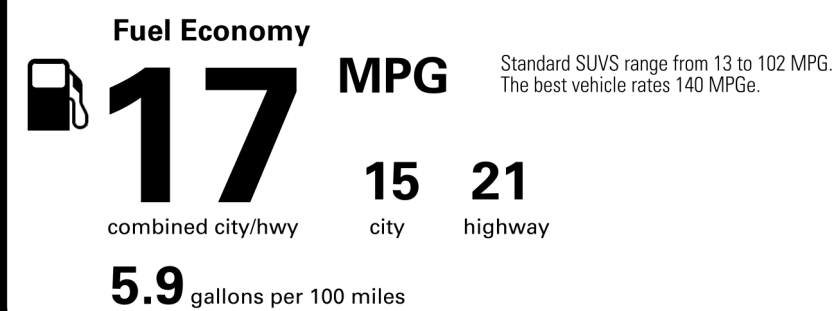 Fuel Economy
17 MPG
Standard SUVS range from 13 to 102 MPG.
The best vehicle rates 140 MPGe.
15 21
combined city/hwy city highway
5.9 gallons per 100 miles